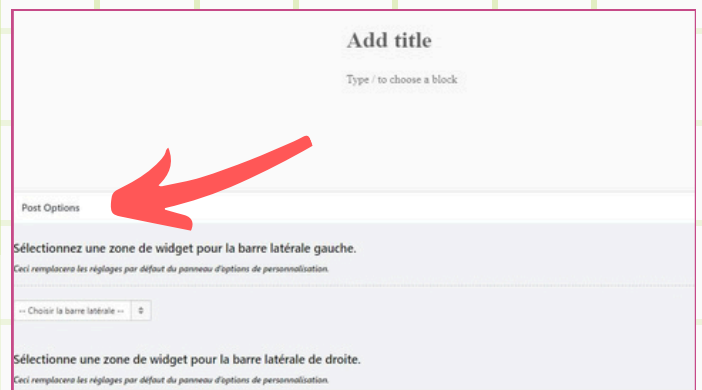 Add title
Type / to choose a block
Post Options
Sélectionnez une zone de widget pour la barre latérale gauche.
Ceci remplacera les réglages par défaut du panneau d'options de personnalisation.
-- Choisir la barre latérale --
Sélectionne une zone de widget pour la barre latérale de droite.
Ceci remplacera les réglages par défaut du panneau d'options de personnalisation.